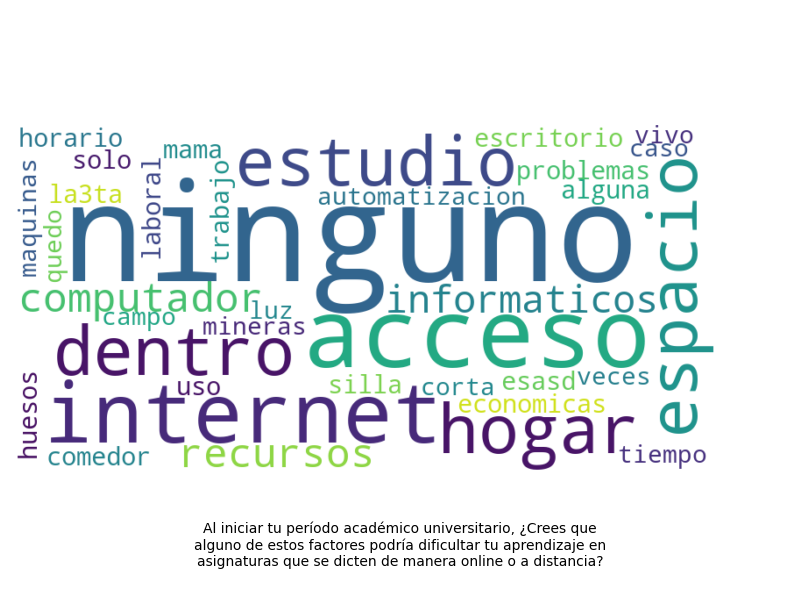 horario
solo
mama
estudio
escritorio
vivo
caso
problemas
alguna
maquinas
la3ta
quedo
laboral
trabajo
automatizacion
ninguno
espacio
computador
campo
luz
informaticos
mineras
dentro
acceso
uso
silla
corta
esasd
veces
huesos
internet
economicas
hogar
comedor
recursos
tiempo
Al iniciar tu período académico universitario, ¿Crees que
alguno de estos factores podría dificultar tu aprendizaje en
asignaturas que se dicten de manera online o a distancia?